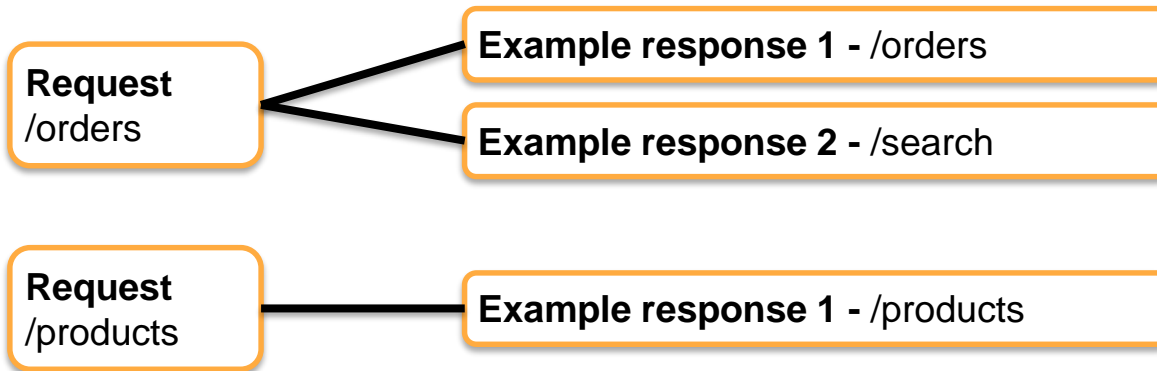 Request
/orders
Example response 1 - /orders
Example response 2 - /search
Request
/products
Example response 1 - /products